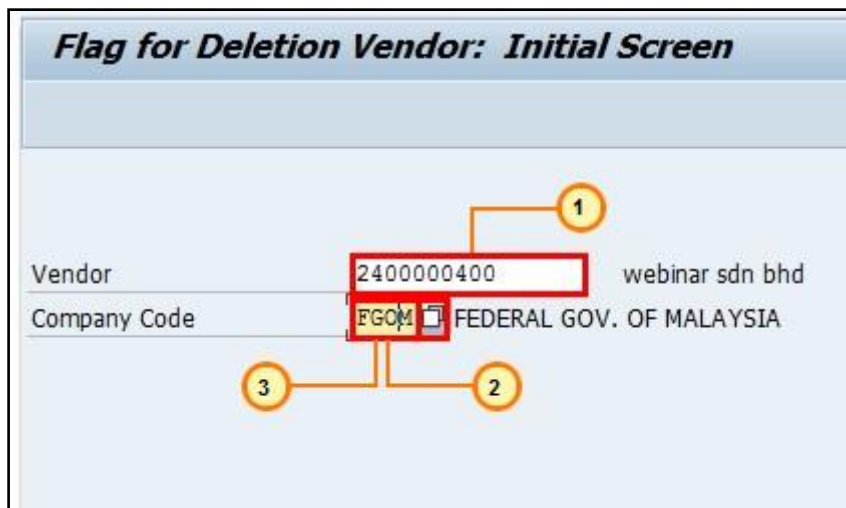 Flag for Deletion Vendor: Initial Screen
1
Vendor 2400000400 webinar sdn bhd
Company Code FGOM FEDERAL GOV. OF MALAYSIA
3 2